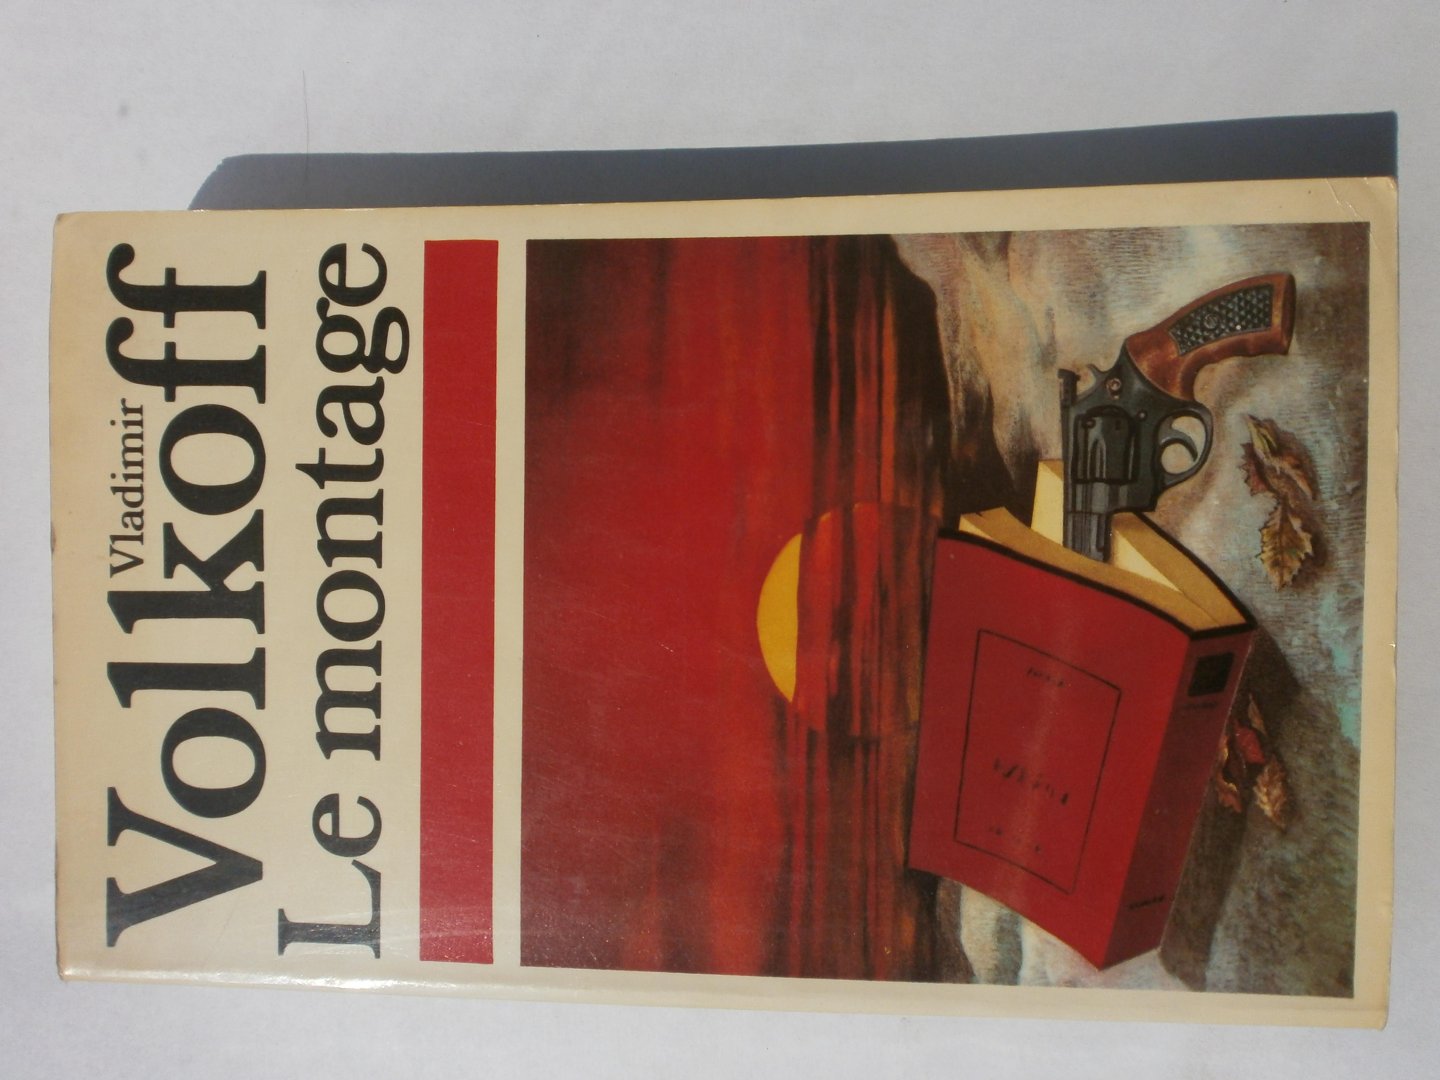 Vladimir
Volkoff
Le montage